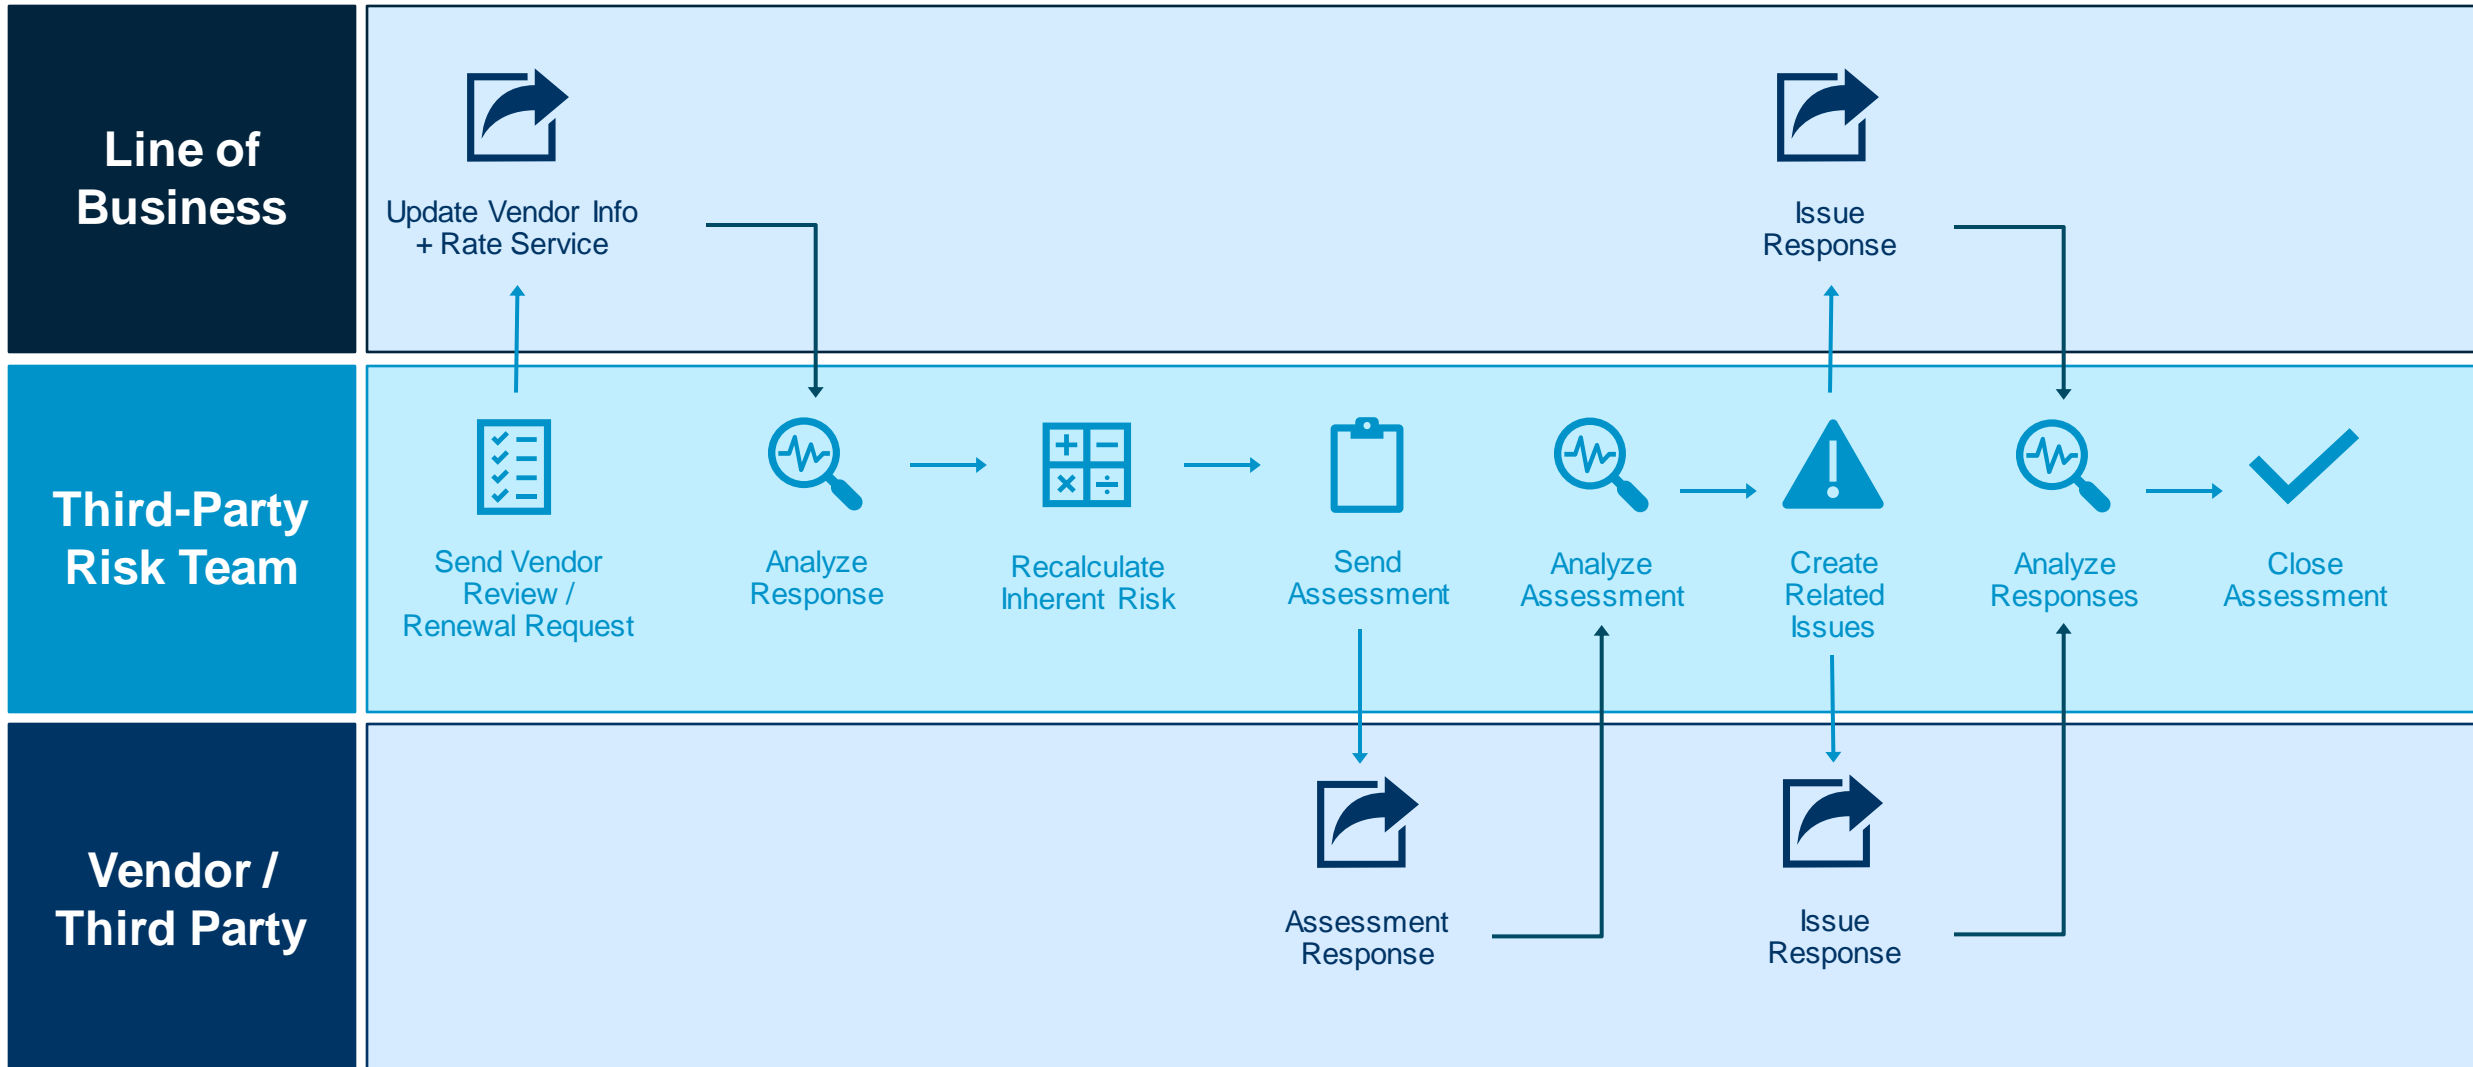 Line of
Business
Update Vendor Info
+ Rate Service
Issue
Response
Third-Party
Risk Team
Send Vendor
Review /
Renewal Request
Analyze
Response
Recalculate
Inherent Risk
Send
Assessment
Analyze
Assessment
Create
Related
Issues
Analyze
Responses
Close
Assessment
Vendor /
Third Party
Assessment
Response
Issue
Response